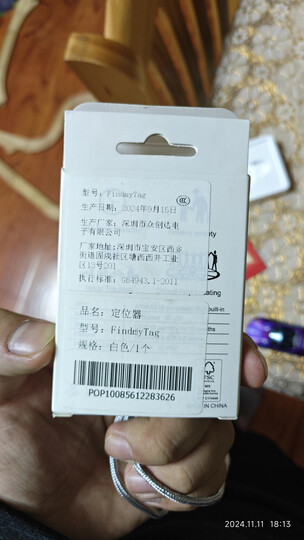 型号: FindmyTag
生产日期: 2024年9月15日
生产厂家: 深圳市众创达电
子有限公司
厂家地址:深圳市宝安区西乡
街道固戍社区塘西西井工业
区13号201
执行标准: GB4943.1-2011
品名: 定位器
型号: FindmyTag
规格: 白色/1个
POP10085612283626
built-in
FSC
MADE IN CHINA
2024.11.11 18:13